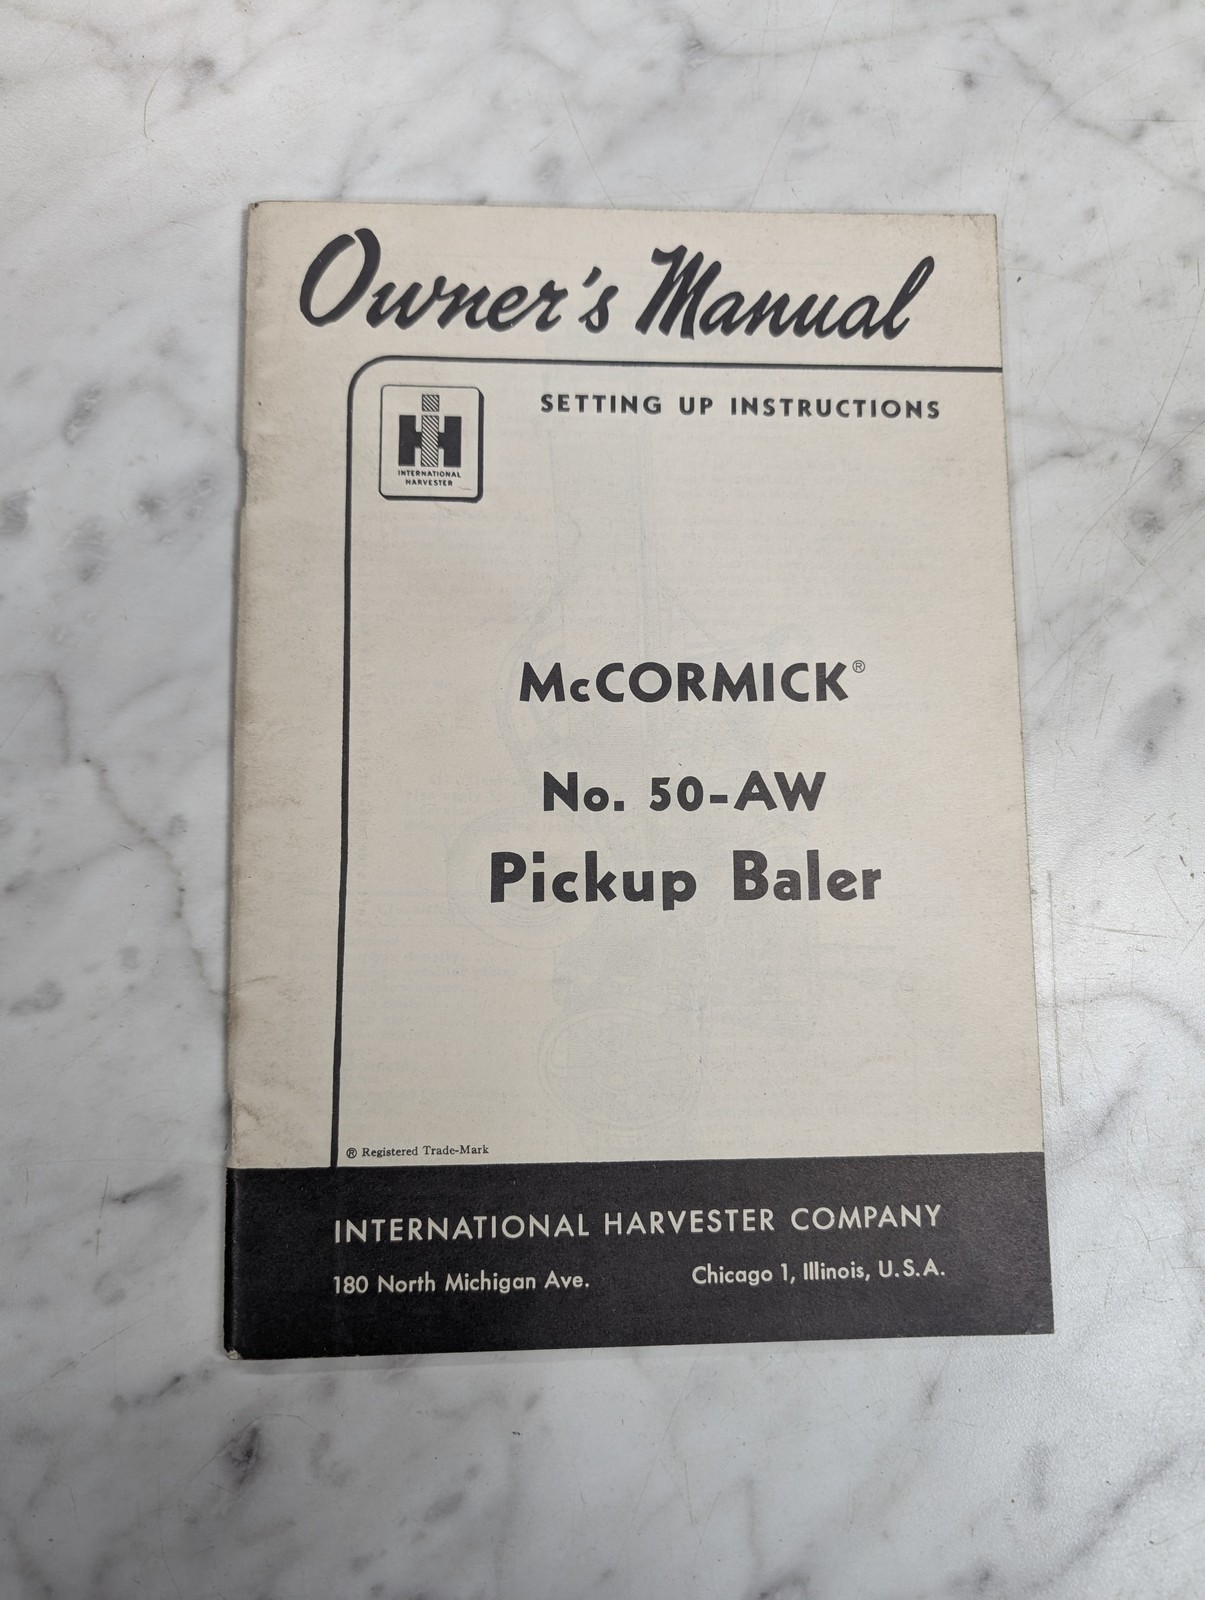 Owner's Manual
SETTING UP INSTRUCTIONS
IH
INTERNATIONAL
HARVESTER
McCORMICK®
No. 50-AW
Pickup Baler
® Registered Trade-Mark
INTERNATIONAL HARVESTER COMPANY
180 North Michigan Ave. Chicago 1, Illinois, U.S.A.